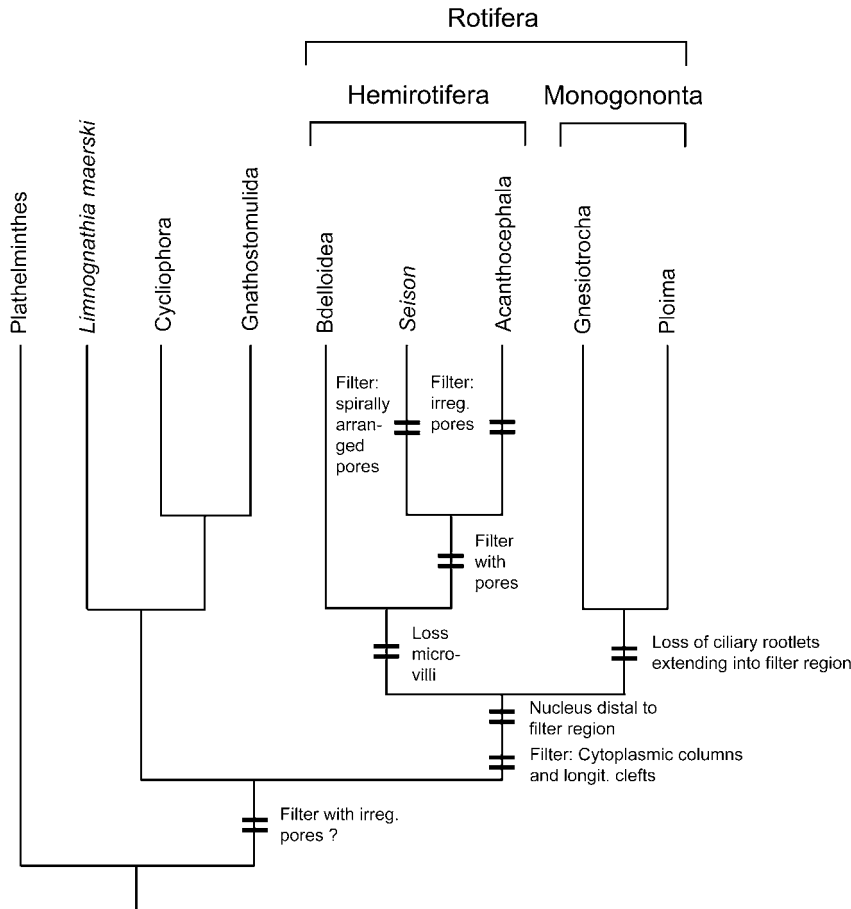 Rotifera
Hemirotifera
Monogononta
Plathelminthes
Limnognathia maerski
Cycliophora
Gnathostomulida
Bdelloidea
Seison
Acanthocephala
Gnesiotrocha
Ploima
Filter:
spirally
arran-
ged
pores
Filter:
irreg.
pores
Filter
with
pores
Loss
micro-
villi
Loss of ciliary rootlets
extending into filter region
Nucleus distal to
filter region
Filter: Cytoplasmic columns
and longit. clefts
Filter with irreg.
pores ?